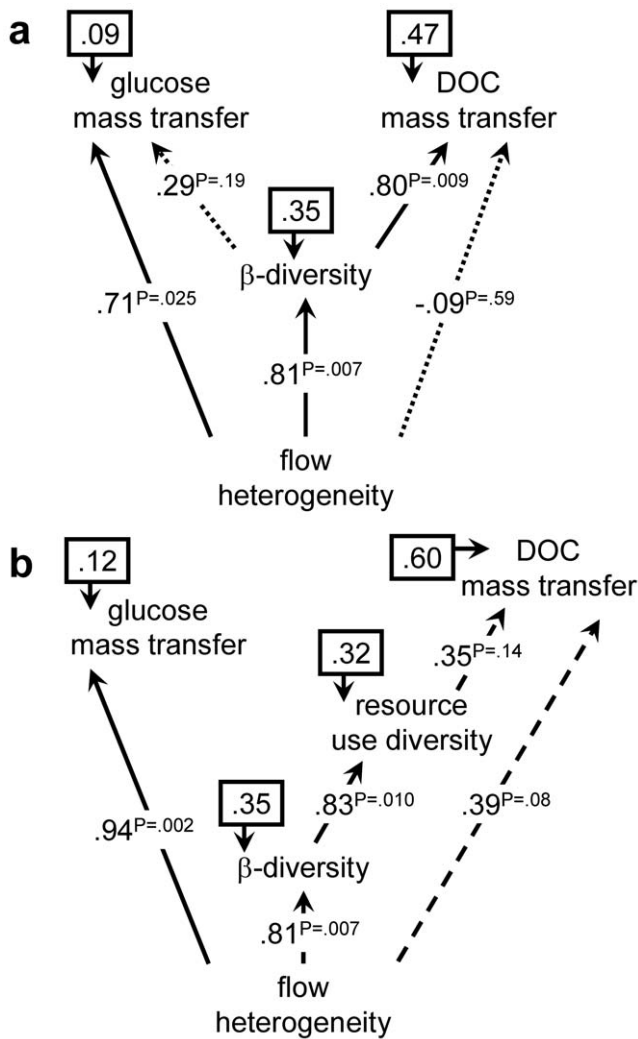 a
.09
.47
glucose
mass transfer
DOC
mass transfer
.29P=.19
.80P=.009
.35
β-diversity
.71P=.025
-.09P=.59
.81P=.007
flow
heterogeneity
b
.12
.60
DOC
mass transfer
glucose
mass transfer
.32
.35P=.14
resource
use diversity
.35
.83P=.010
.39P=.08
.94P=.002
β-diversity
.81P=.007
flow
heterogeneity